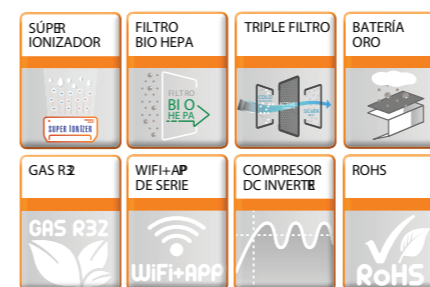 SÚPER
IONIZADOR
SUPER IONIZER
FILTRO
BIO HEPA
FILTRO
BIO
HEPA
TRIPLE FILTRO
BATERÍA
ORO
GAS R32
GAS R32
WIFI+APP
DE SERIE
WiFi+APP
COMPRESOR
DC INVERTER
ROHS
RoHS